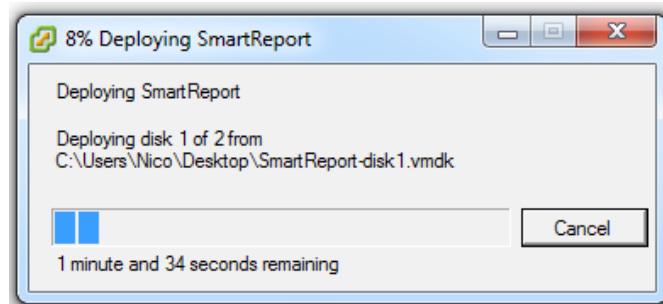 8% Deploying SmartReport
Deploying SmartReport
Deploying disk 1 of 2 from
C:\Users\Nico\Desktop\SmartReport-disk1.vmdk
Cancel
1 minute and 34 seconds remaining